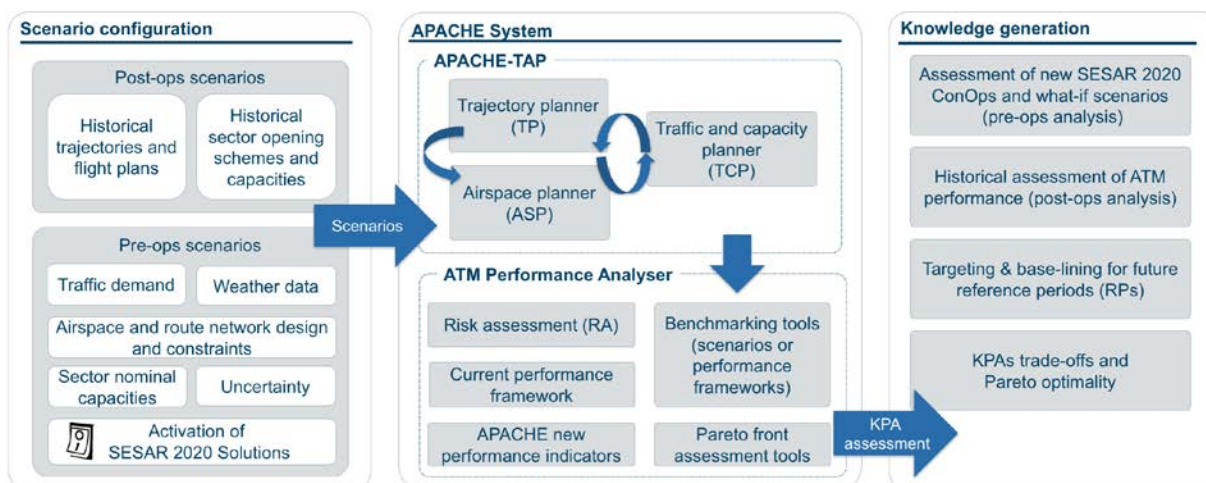 Scenario configuration
Post-ops scenarios
Historical
trajectories and
flight plans
Historical
sector opening
schemes and
capacities
Pre-ops scenarios
Traffic demand
Weather data
Airspace and route network design
and constraints
Sector nominal
capacities
Uncertainty
Activation of
SESAR 2020 Solutions
Scenarios
APACHE System
APACHE-TAP
Trajectory planner
(TP)
Airspace planner
(ASP)
Traffic and capacity
planner
(TCP)
ATM Performance Analyser
Risk assessment (RA)
Current performance
framework
APACHE new
performance indicators
Benchmarking tools
(scenarios or
performance
frameworks)
Pareto front
assessment tools
KPA
assessment
Knowledge generation
Assessment of new SESAR 2020
ConOps and what-if scenarios
(pre-ops analysis)
Historical assessment of ATM
performance (post-ops analysis)
Targeting & base-lining for future
reference periods (RPs)
KPAs trade-offs and
Pareto optimality